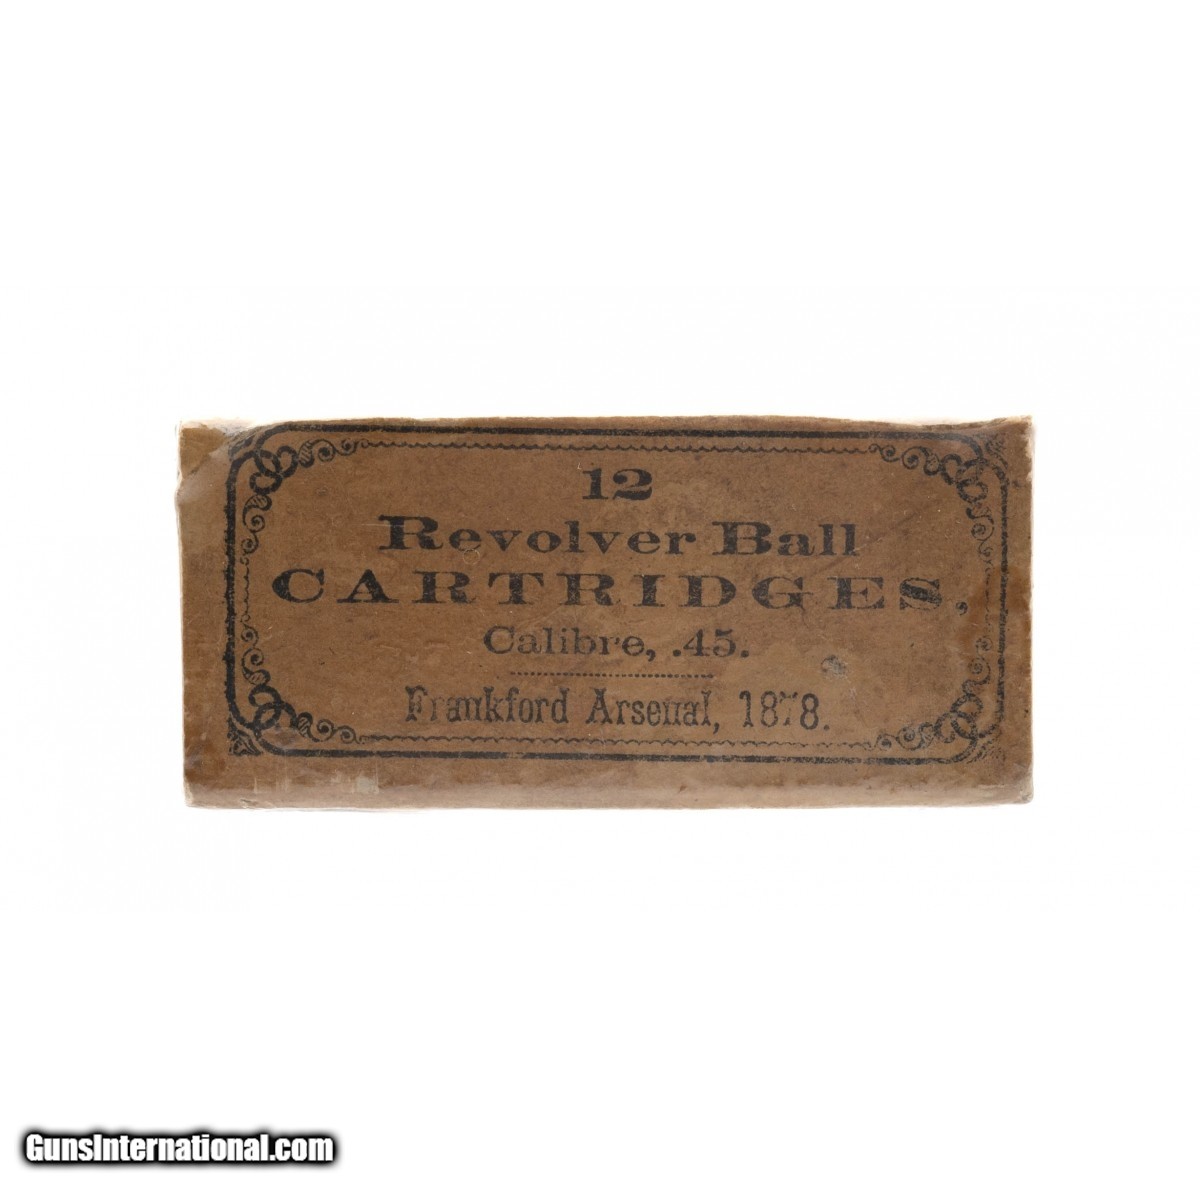 12
Revolver Ball
CARTRIDGES,
Calibre, .45.
Frankford Arsenal, 1878.
GunsInternational.com